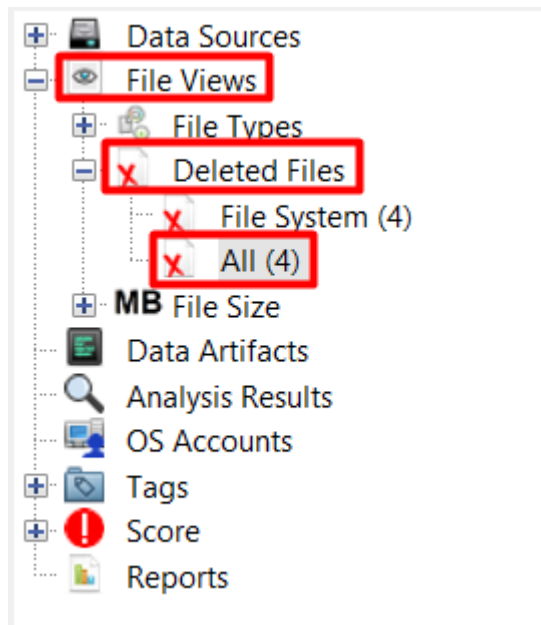 Data Sources
File Views
File Types
Deleted Files
File System (4)
All (4)
MB File Size
Data Artifacts
Analysis Results
OS Accounts
Tags
Score
Reports